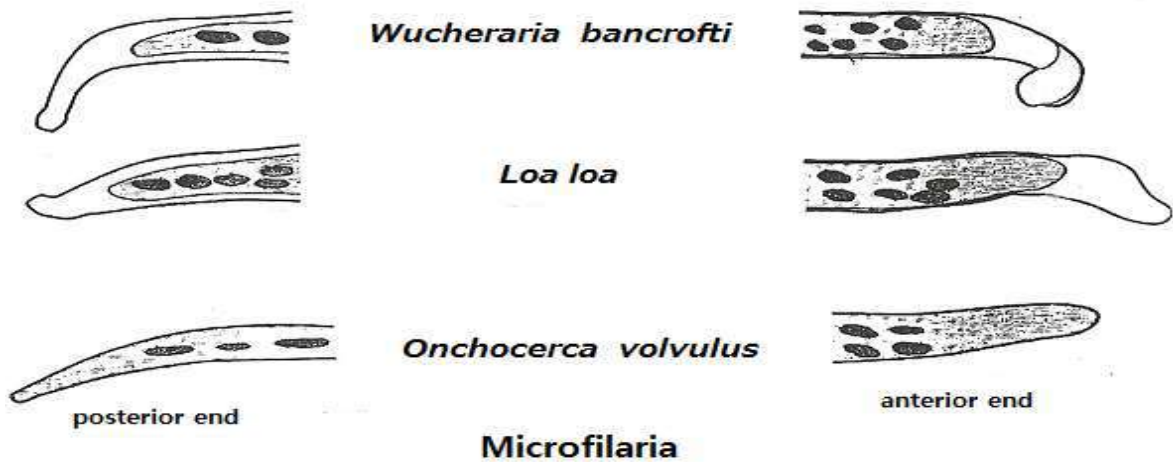 Wucheraria bancrofti
Loa loa
Onchocerca volvulus
posterior end
anterior end
Microfilaria